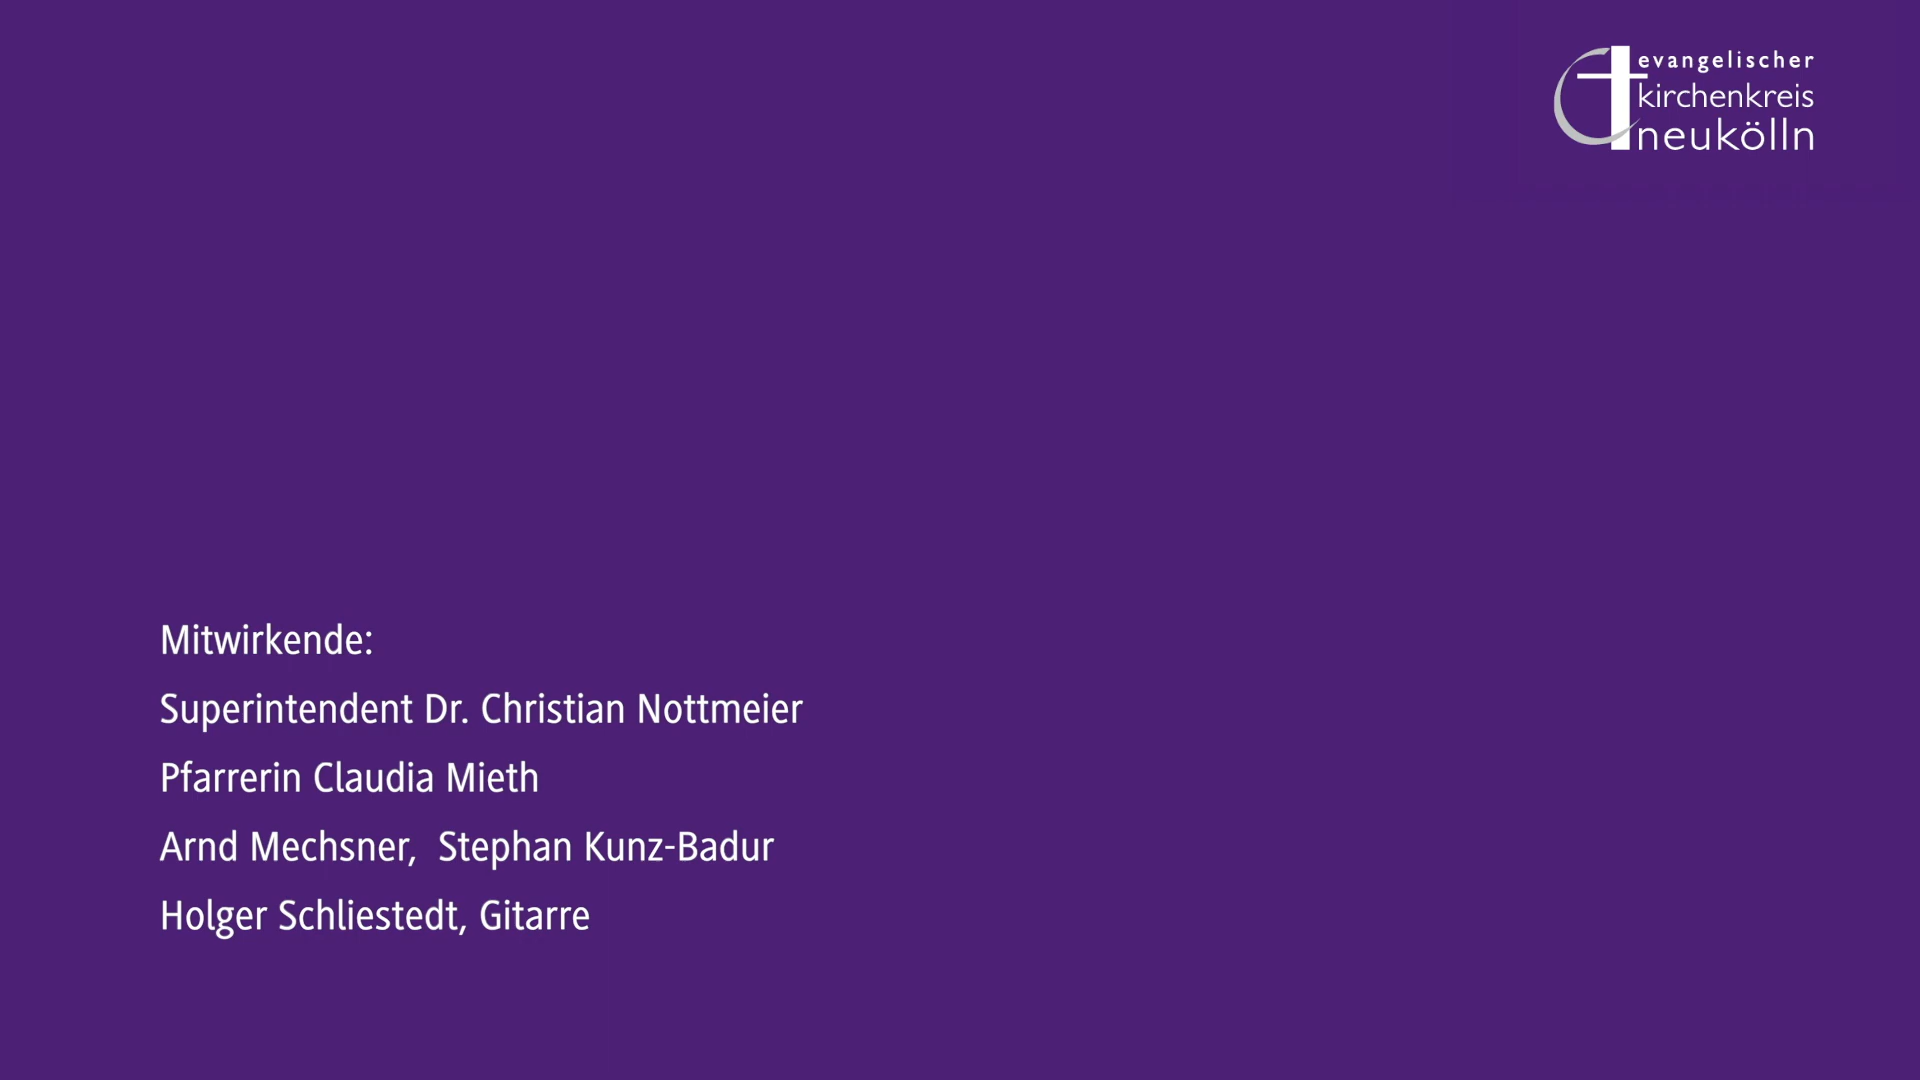 evangelischer
kirchenkreis
neukölln
Mitwirkende:
Superintendent Dr. Christian Nottmeier
Pfarrerin Claudia Mieth
Arnd Mechsner,  Stephan Kunz-Badur
Holger Schliestedt, Gitarre